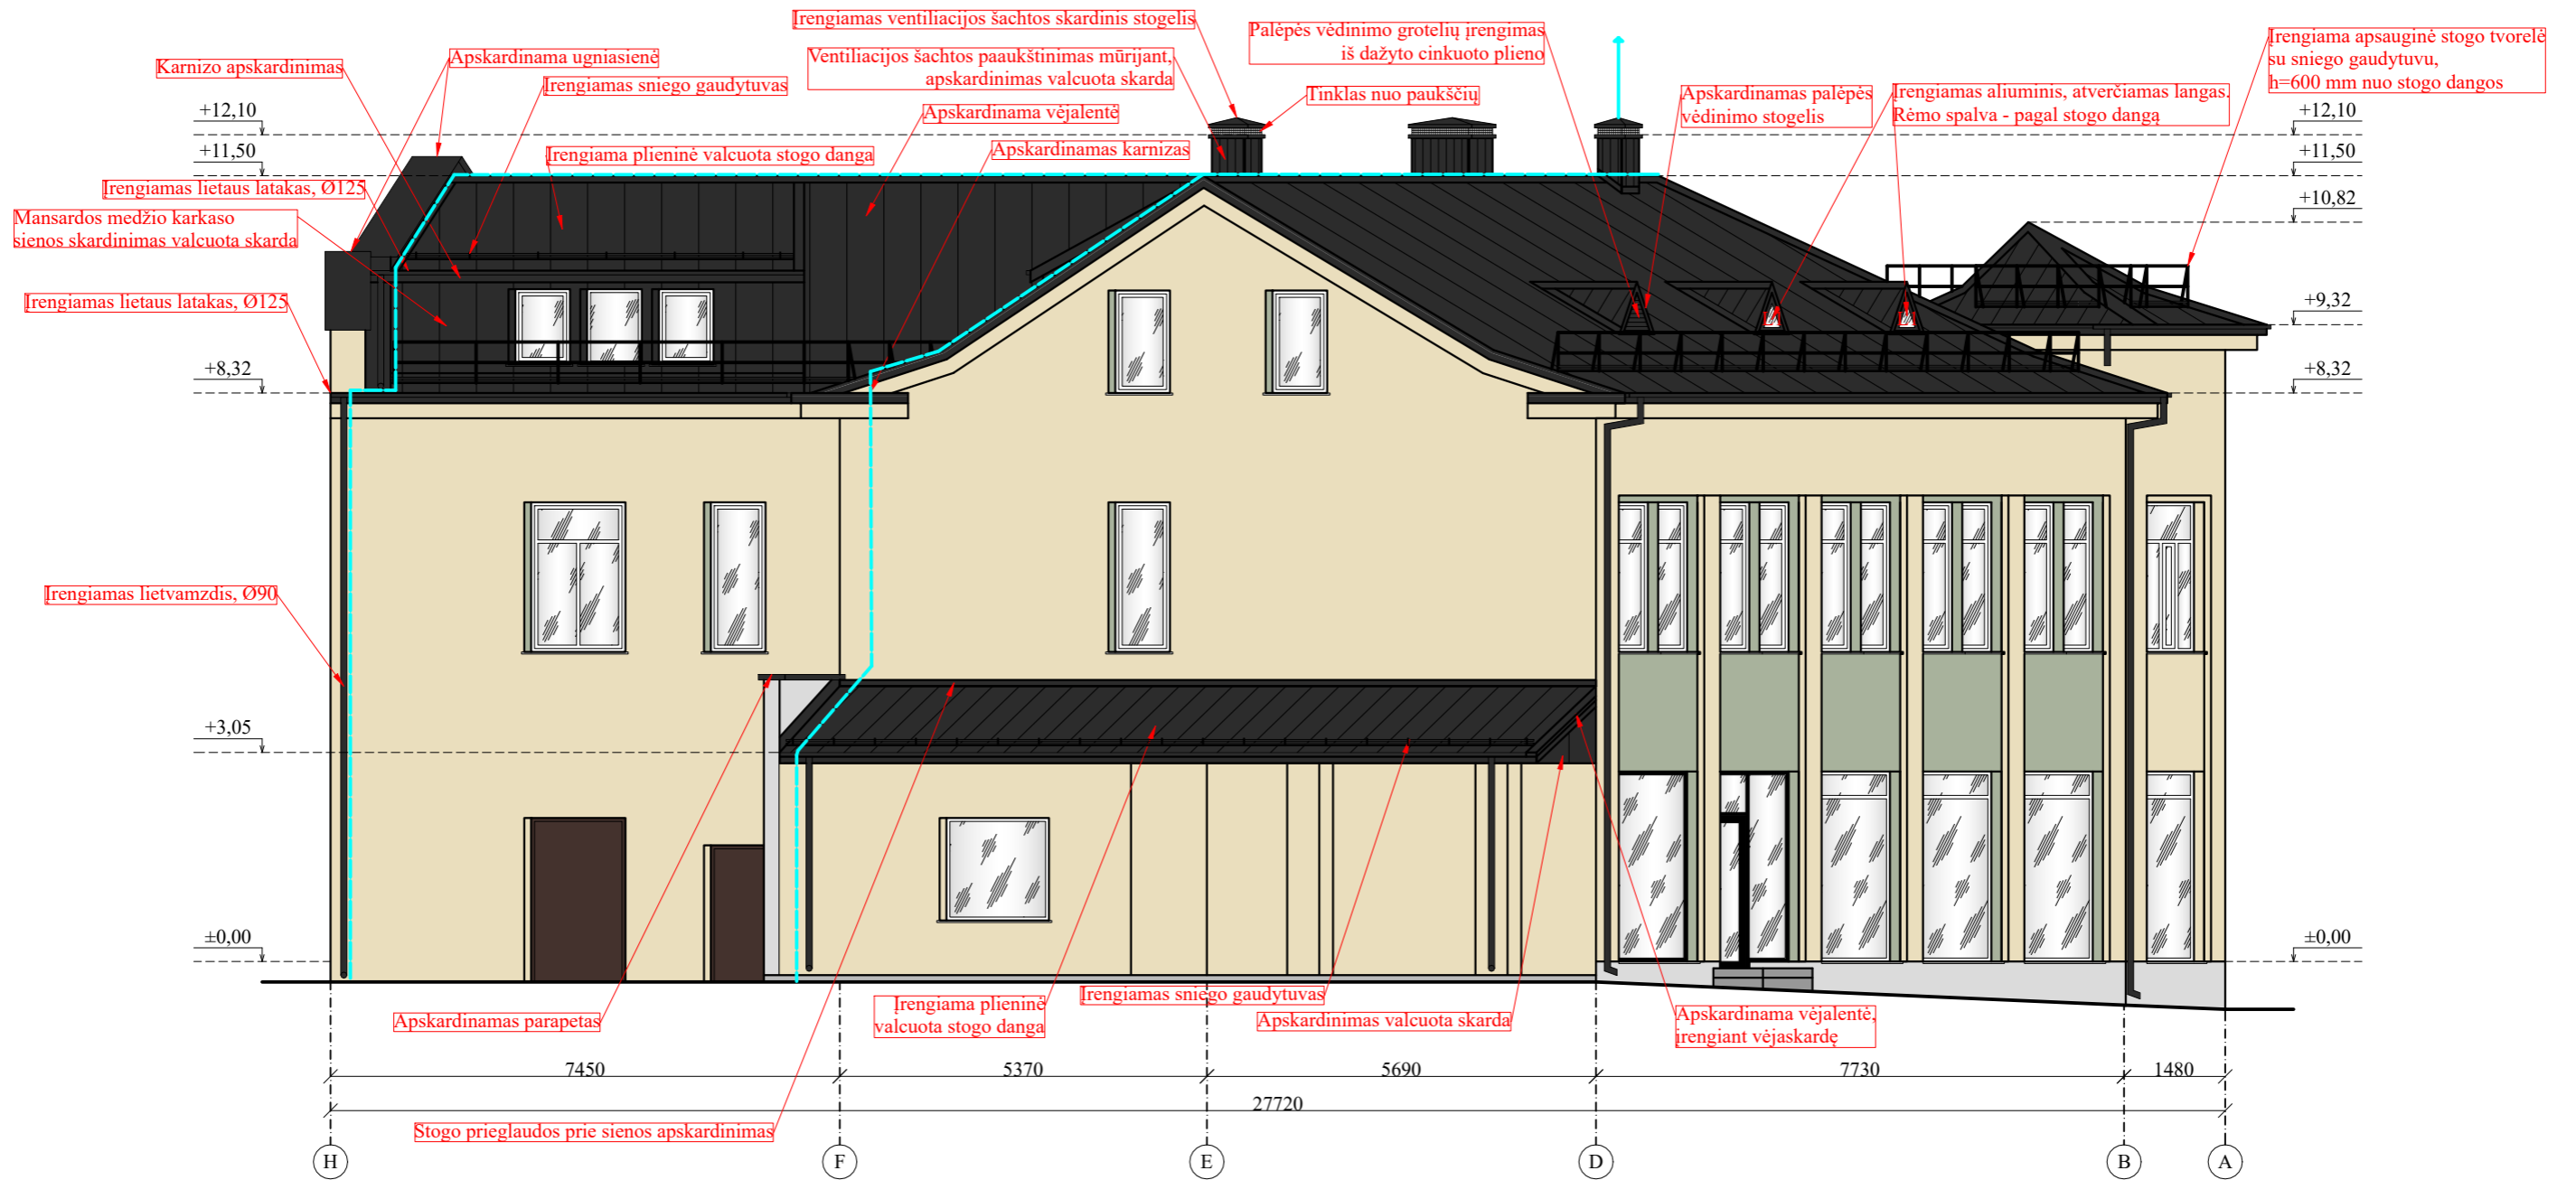 Įrengiamas ventiliacijos šachtos skardinis stogelis
Palėpės vėdinimo grotelių įrengimas
iš dažyto cinkuoto plieno
Įrengiama apsauginė stogo tvorelė
su sniego gaudytuvu,
h=600 mm nuo stogo dangos
Apskardinama ugniasienė
Ventiliacijos šachtos paaukštinimas mūrijant,
apskardinimas valcuota skarda
Karnizo apskardinimas
Įrengiamas sniego gaudytuvas
Tinklas nuo paukščių
Apskardinamas palėpės
vėdinimo stogelis
Įrengiamas aliuminis, atverčiamas langas.
Rėmo spalva - pagal stogo dangą
Apskardinama vėjalentė
+12,10
+12,10
Įrengiama plieninė valcuota stogo danga
Apskardinamas karnizas
+11,50
+11,50
Įrengiamas lietaus latakas, Ø125
+10,82
Mansardos medžio karkaso
sienos skardinimas valcuota skarda
Įrengiamas lietaus latakas, Ø125
+9,32
+8,32
+8,32
Įrengiamas lietvamzdis, Ø90
+3,05
±0,00
±0,00
Įrengiamas sniego gaudytuvas
Įrengiama plieninė
valcuota stogo danga
Apskardinamas parapetas
Apskardinimas valcuota skarda
Apskardinama vėjalentė,
įrengiant vėjaskardę
7450
5370
5690
7730
1480
27720
Stogo prieglaudos prie sienos apskardinimas
H
F
E
D
B
A